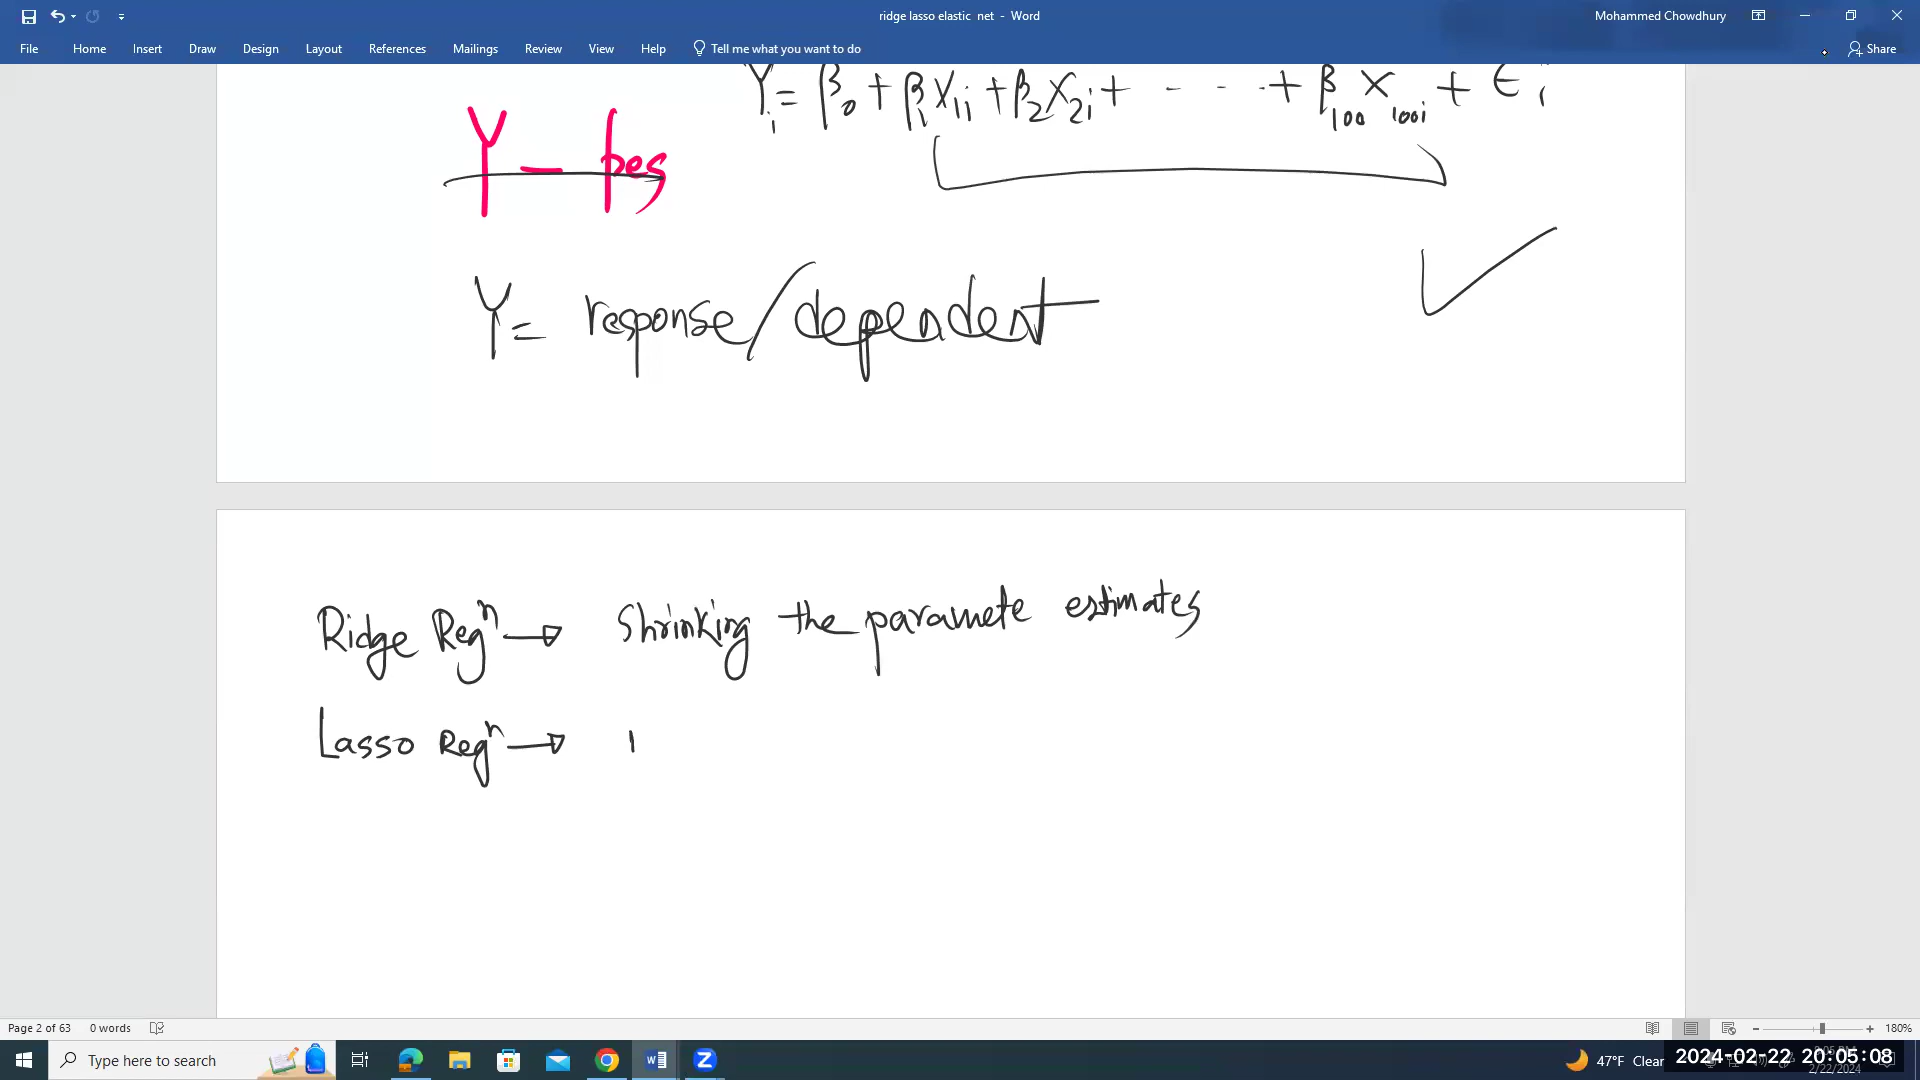 ridge lasso elastic net - Word
Mohammed Chowdhury
File Home Insert Draw Design Layout References Mailings Review View Help Tell me what you want to do Share
Yᵢ = β₀ + β₁X₁ᵢ + β₂X₂ᵢ + - - - + β₁₀₀ X₁₀₀ᵢ + ϵᵢ
Y -
Y = response/dependent
Ridge Regⁿ → Shrinking the paramete estimates
Lasso Regⁿ →
Page 2 of 63 0 words 180%
Type here to search
47°F Clear
2024-02-22 20:05:08
2/22/2024